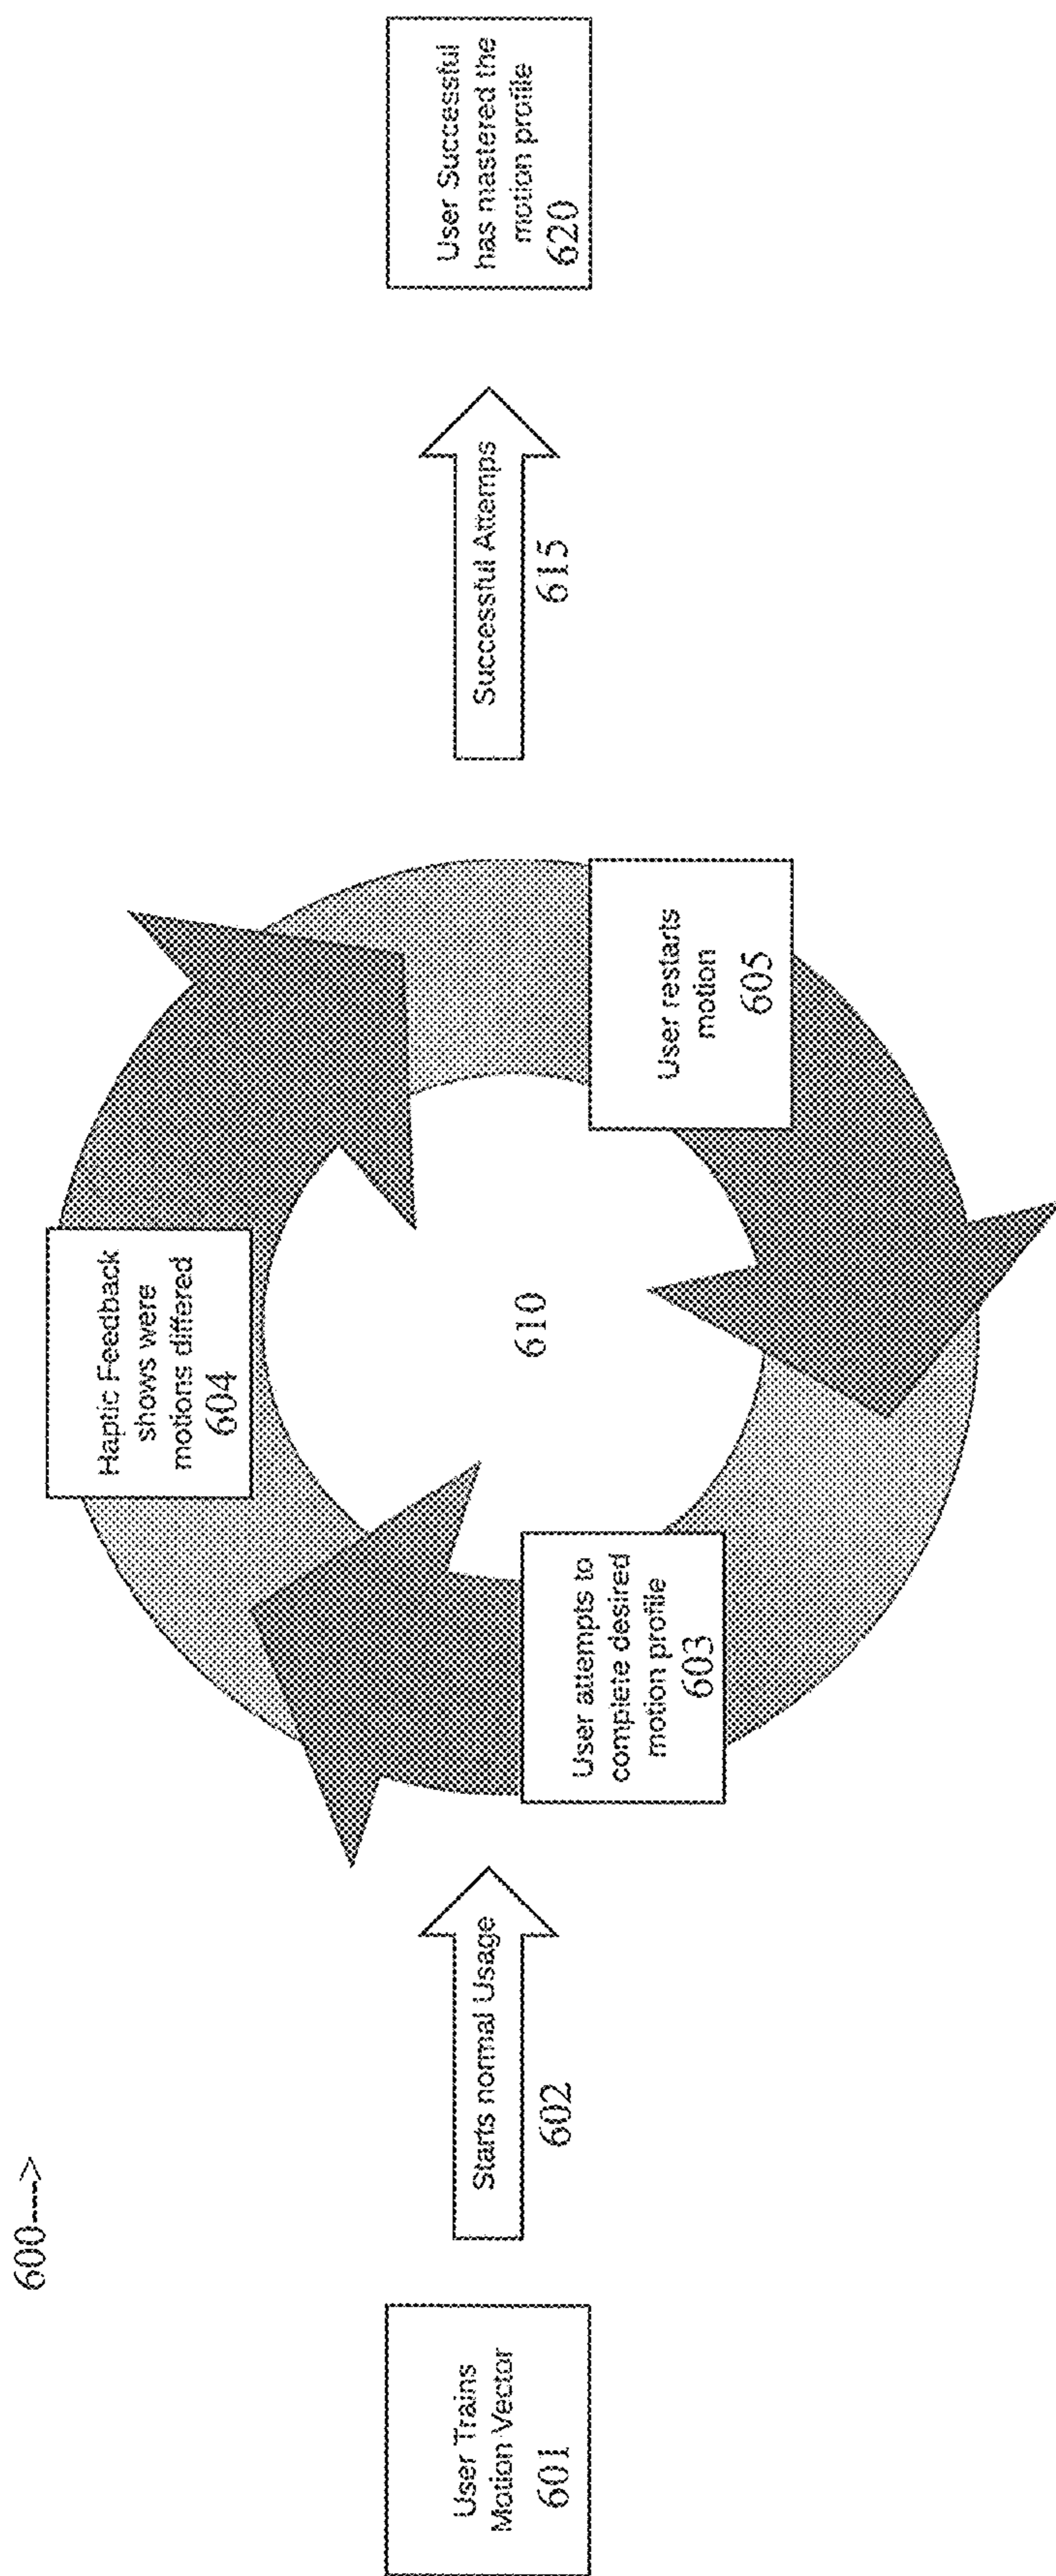 600---->
User Trains
Motion Vector
601
Starts normal Usage
602
User attempts to
complete desired
motion profile
603
Haptic Feedback
shows were
motions differed
604
User restarts
motion
605
610
Successful Attemps
615
User Successful
has mastered the
motion profile
620